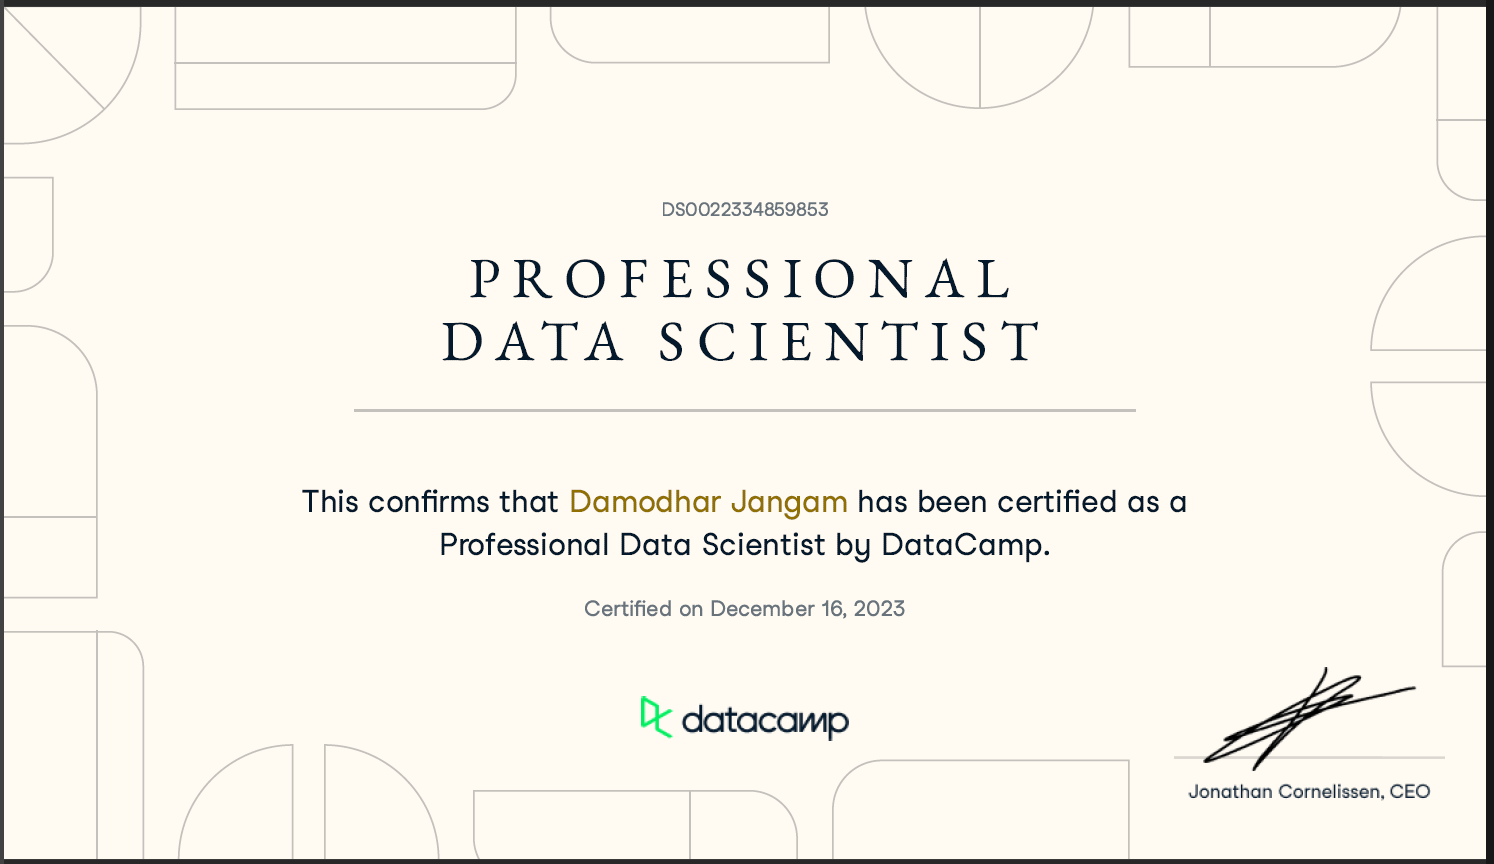 DS0022334859853
PROFESSIONAL
DATA SCIENTIST
This confirms that Damodhar Jangam has been certified as a
Professional Data Scientist by DataCamp.
Certified on December 16, 2023
datacamp
Jonathan Cornelissen, CEO